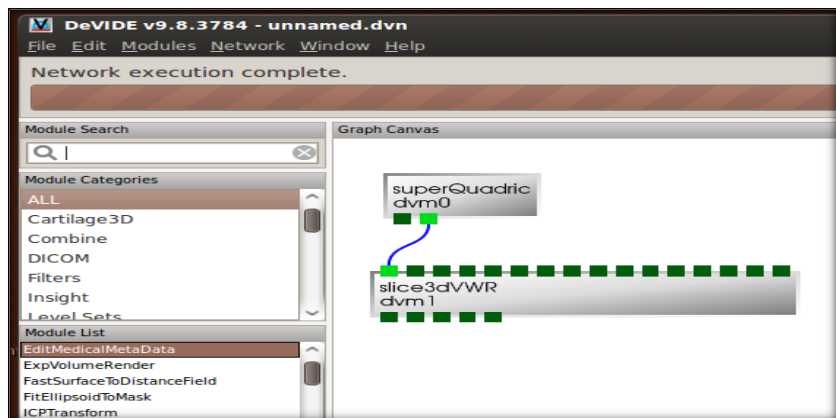 DeVIDE v9.8.3784 - unnamed.dvn
File Edit Modules Network Window Help
Network execution complete.
Module Search
Graph Canvas
Module Categories
ALL
Cartilage3D
Combine
DICOM
Filters
Insight
Level Sets
Module List
EditMedicalMetaData
ExpVolumeRender
FastSurfaceToDistanceField
FitEllipsoidToMask
ICPTransform
superQuadric
dvm0
slice3dVWR
dvm1